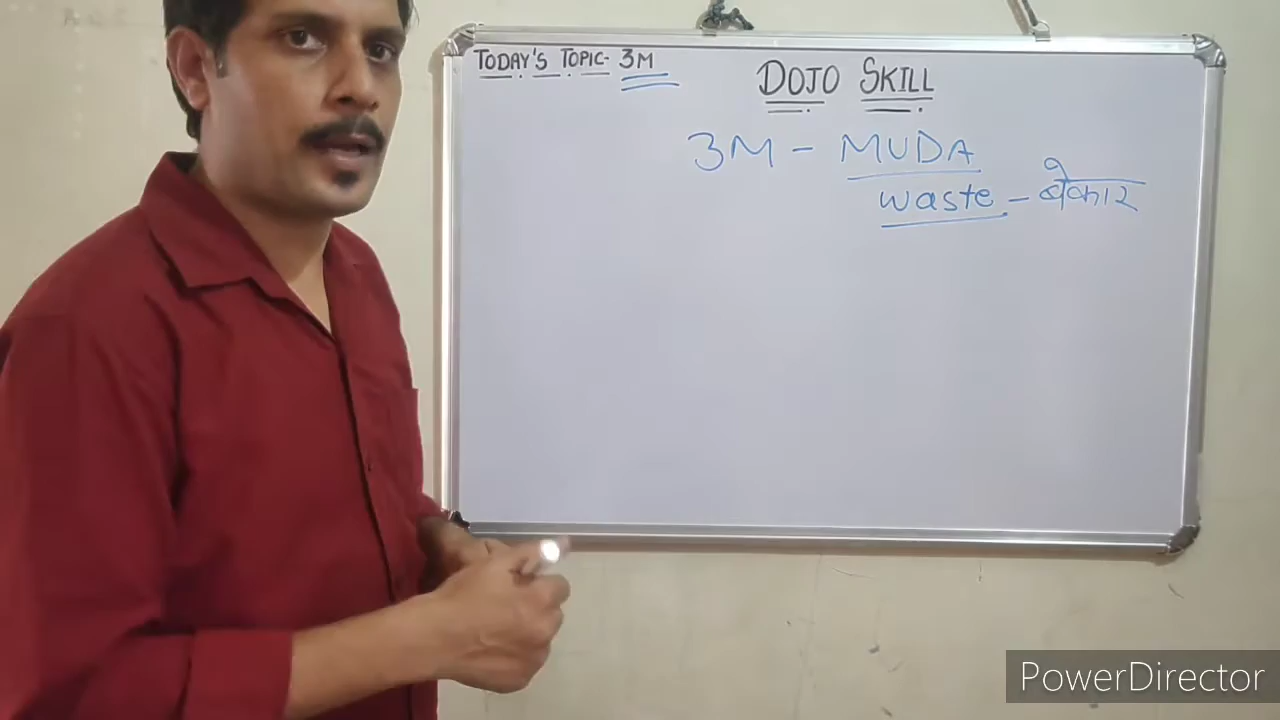 TODAY'S TOPIC- 3M
DOJO SKILL
3M - MUDA
waste - बेकार
PowerDirector